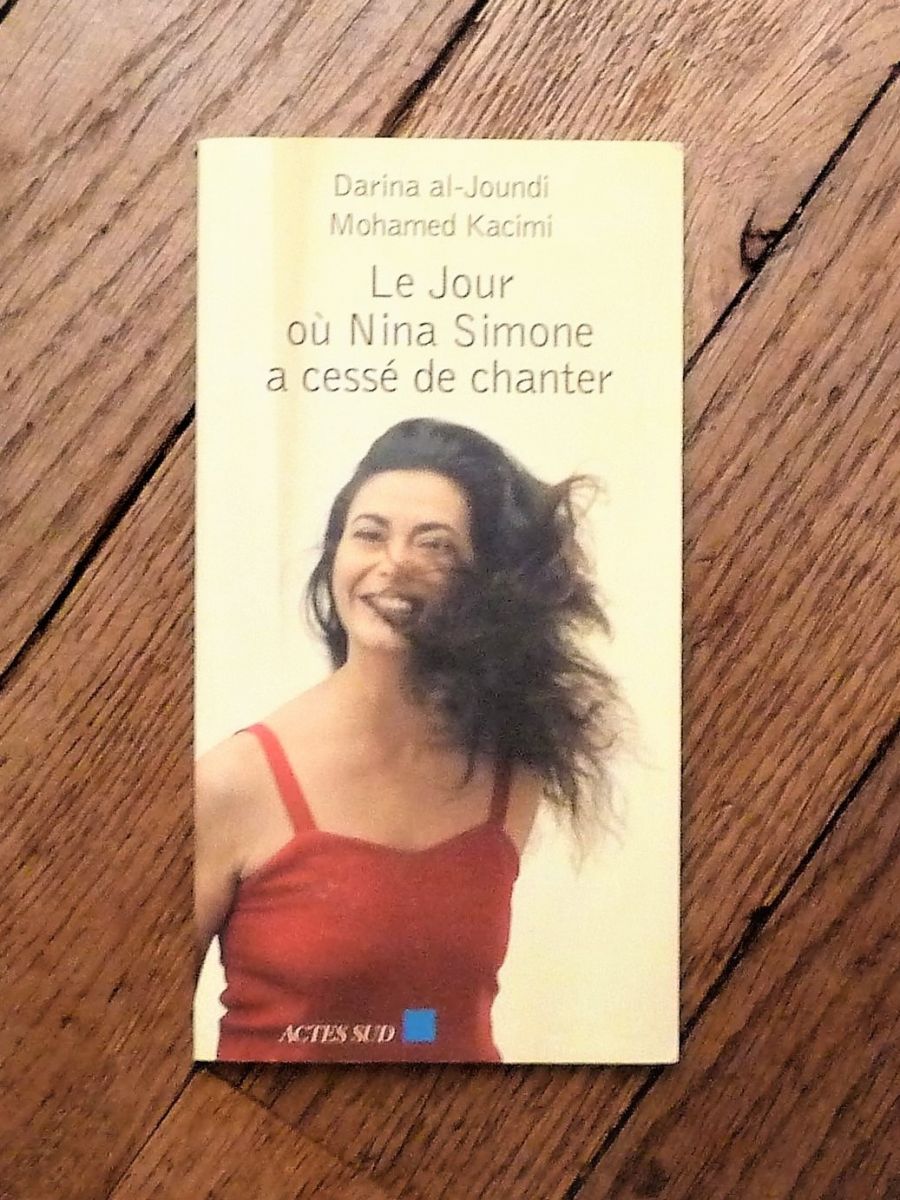 Darina al-Joundi
Mohamed Kacimi
Le Jour
où Nina Simone
a cessé de chanter
ACTES SUD